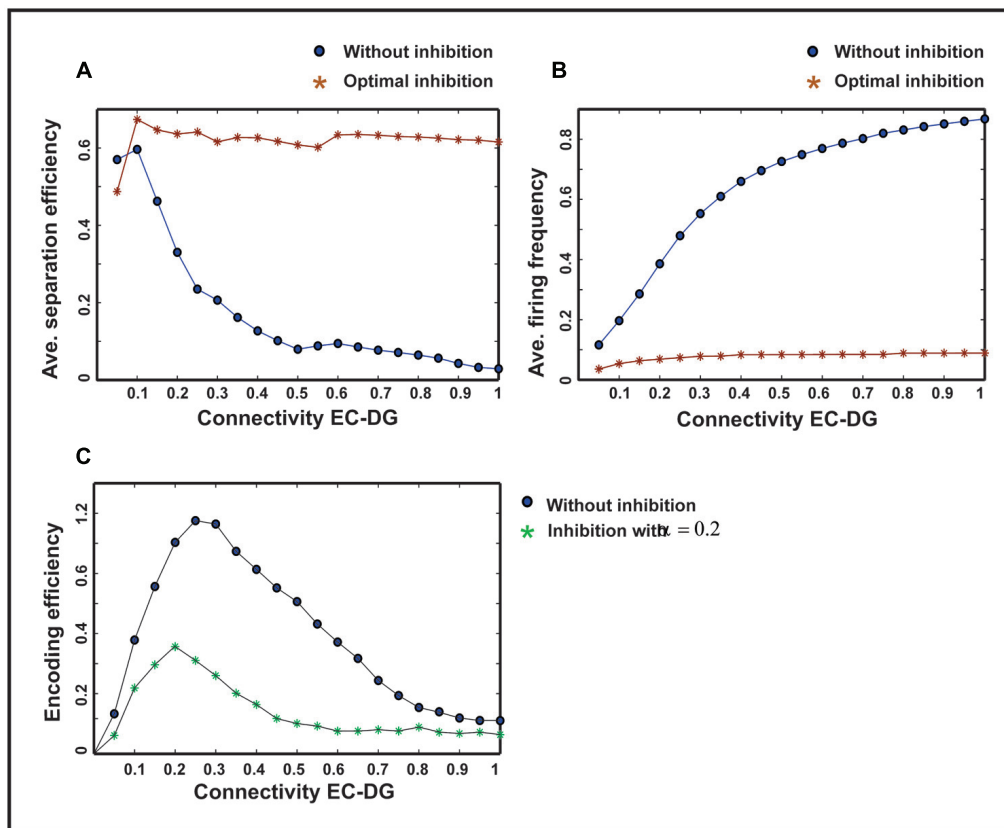 Without inhibition
Optimal inhibition
A
Ave. separation efficiency
0.6
0.4
0.2
0
0.1 0.2 0.3 0.4 0.5 0.6 0.7 0.8 0.9 1
Connectivity EC-DG
Without inhibition
Optimal inhibition
B
Ave. firing frequency
0.8
0.6
0.4
0.2
0
0.1 0.2 0.3 0.4 0.5 0.6 0.7 0.8 0.9 1
Connectivity EC-DG
C
Encoding efficiency
1.2
0.6
0.4
0.2
0
0.1 0.2 0.3 0.4 0.5 0.6 0.7 0.8 0.9 1
Connectivity EC-DG
Without inhibition
Inhibition with α = 0.2